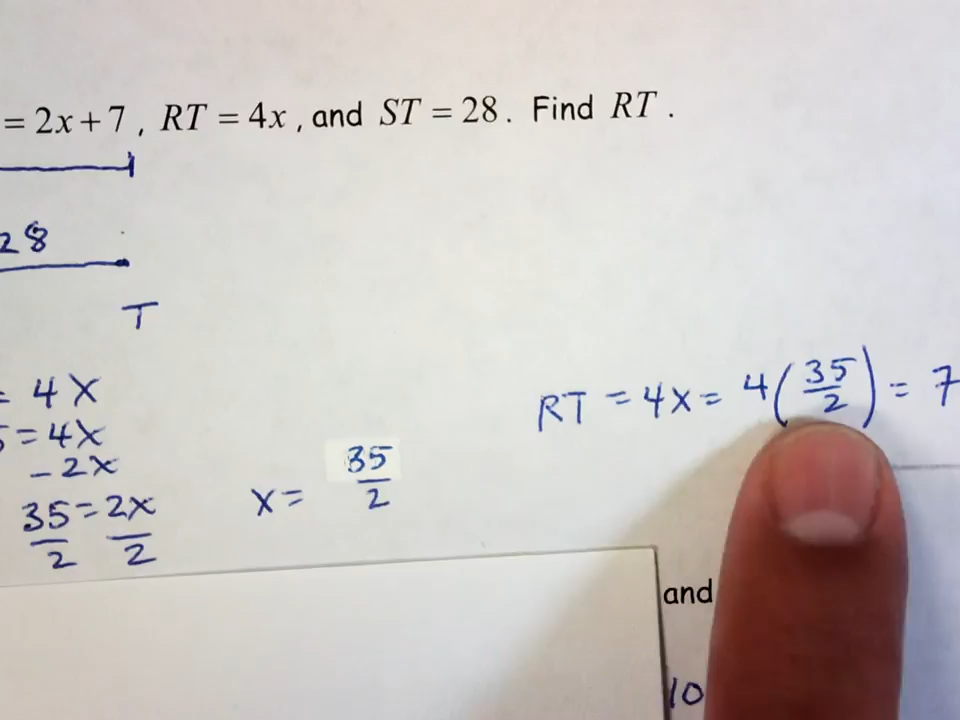 = 2x + 7, RT = 4x, and ST = 28. Find RT.
28
T
= 4x
5 = 4x
- 2x
35 = 2x
2 2
x = 35/2
RT = 4x = 4(35/2) = 7
and
10